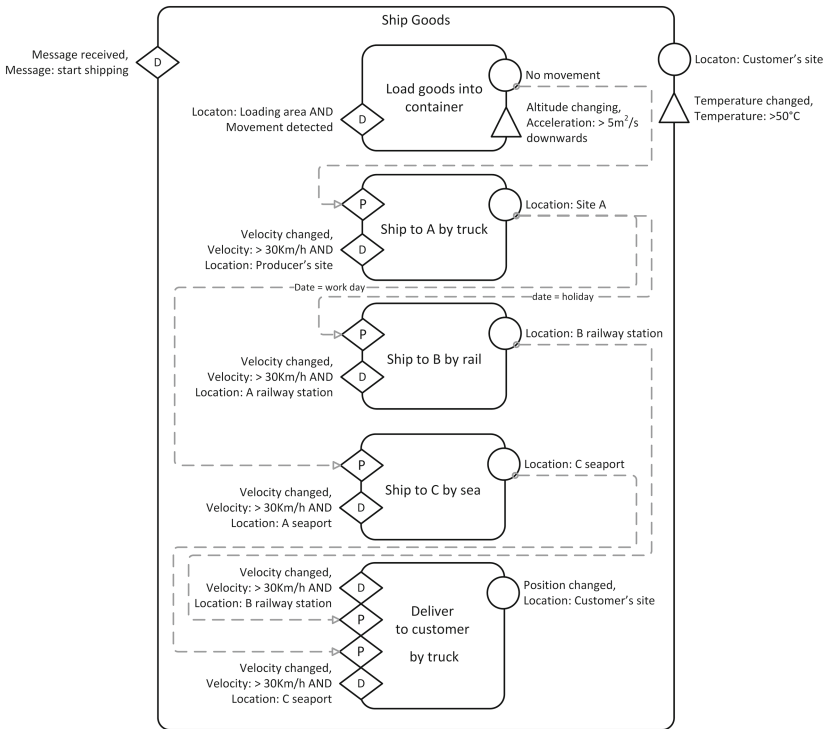 Ship Goods
Message received,
Message: start shipping
D
Locaton: Customer's site
Temperature changed,
Temperature: >50°C
Load goods into
container
No movement
Locaton: Loading area AND
Movement detected
D
Altitude changing,
Acceleration: > 5m²/s
downwards
P
Ship to A by truck
Location: Site A
Velocity changed,
Velocity: > 30Km/h AND
Location: Producer's site
D
Date = work day
date = holiday
P
Ship to B by rail
Location: B railway station
Velocity changed,
Velocity: > 30Km/h AND
Location: A railway station
D
P
Ship to C by sea
Location: C seaport
Velocity changed,
Velocity: > 30Km/h AND
Location: A seaport
D
Velocity changed,
Velocity: > 30Km/h AND
Location: B railway station
D
P
P
D
Deliver
to customer
by truck
Position changed,
Location: Customer's site
Velocity changed,
Velocity: > 30Km/h AND
Location: C seaport